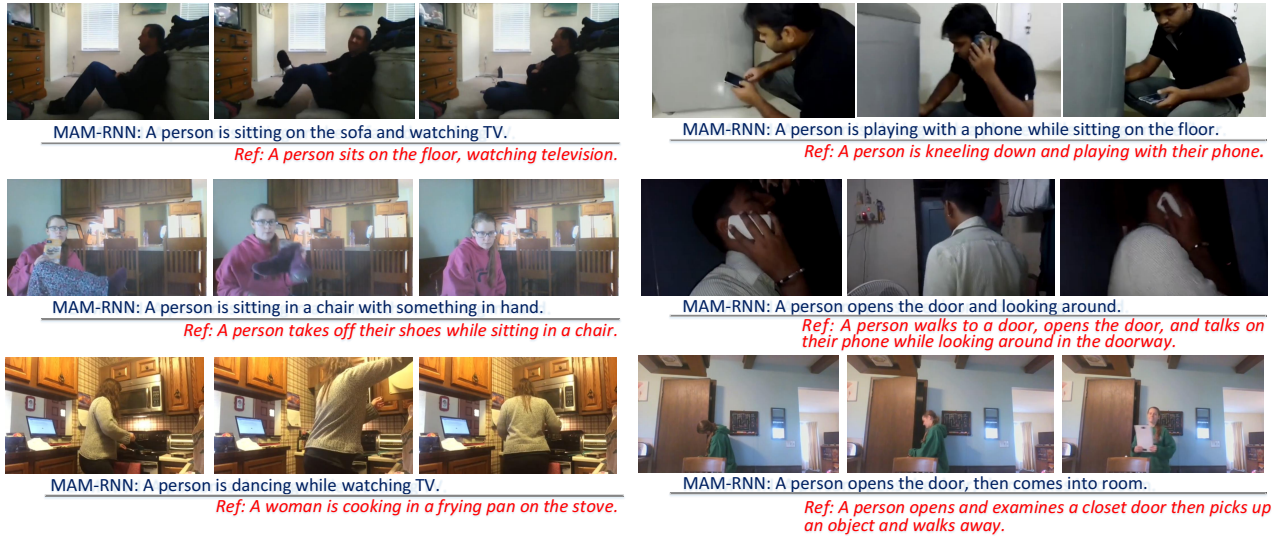 MAM-RNN: A person is sitting on the sofa and watching TV.
Ref: A person sits on the floor, watching television.
MAM-RNN: A person is playing with a phone while sitting on the floor.
Ref: A person is kneeling down and playing with their phone.
MAM-RNN: A person is sitting in a chair with something in hand.
Ref: A person takes off their shoes while sitting in a chair.
MAM-RNN: A person opens the door and looking around.
Ref: A person walks to a door, opens the door, and talks on
their phone while looking around in the doorway.
MAM-RNN: A person is dancing while watching TV.
Ref: A woman is cooking in a frying pan on the stove.
MAM-RNN: A person opens the door, then comes into room.
Ref: A person opens and examines a closet door then picks up
an object and walks away.